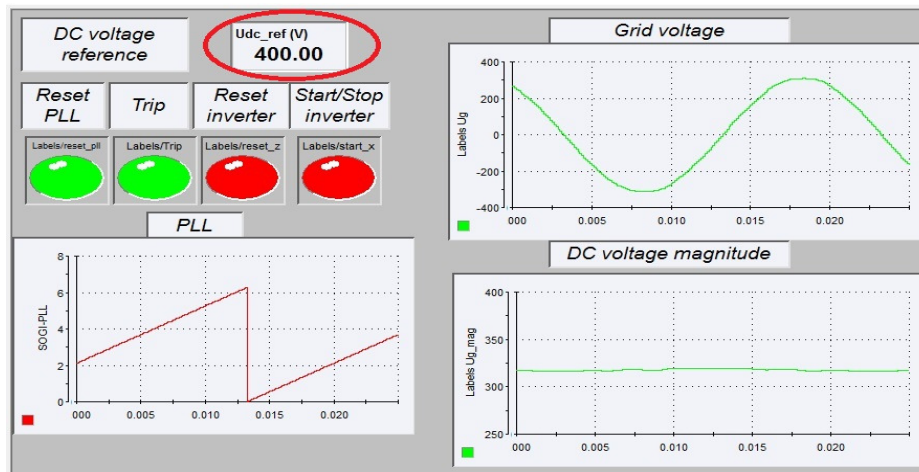 DC voltage
reference
Udc_ref (V)
400.00
Reset
PLL
Trip
Reset
inverter
Start/Stop
inverter
Labels/reset_pll
Labels/Trip
Labels/reset_z
Labels/start_x
PLL
SOGI-PLL
8
6
4
2
0
000
0.005
0.010
0.015
0.020
Grid voltage
Labels Ug
400
200
0
-200
-400
000
0.005
0.010
0.015
0.020
DC voltage magnitude
Labels Ug_mag
400
350
300
250
000
0.005
0.010
0.015
0.020